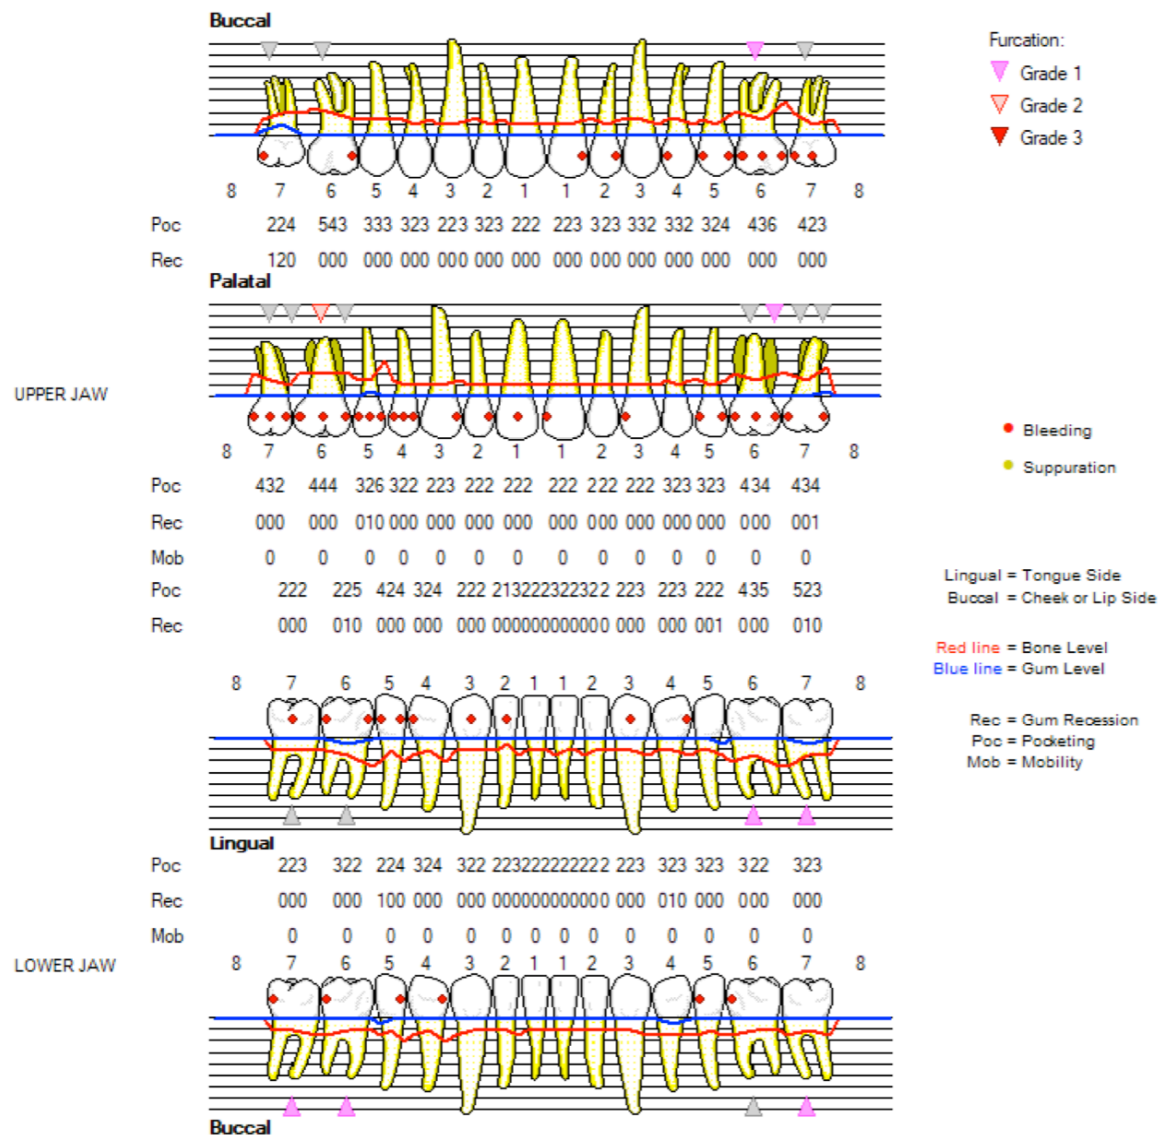 Buccal
Furcation:
Grade 1
Grade 2
Grade 3
8 7 6 5 4 3 2 1 1 2 3 4 5 6 7 8
Poc 224 543 333 323 223 323 222 223 323 332 332 324 436 423
Rec 120 000 000 000 000 000 000 000 000 000 000 000 000 000
Palatal
UPPER JAW
Bleeding
8 7 6 5 4 3 2 1 1 2 3 4 5 6 7 8
Suppuration
Poc 432 444 326 322 223 222 222 222 222 222 323 323 434 434
Rec 000 000 010 000 000 000 000 000 000 000 000 000 000 001
Mob 0 0 0 0 0 0 0 0 0 0 0 0 0 0
Lingual = Tongue Side
Poc 222 225 424 324 222 213222322322 223 223 222 435 523
Buccal = Cheek or Lip Side
Rec 000 010 000 000 000 000000000000 000 000 001 000 010
Red line = Bone Level
Blue line = Gum Level
8 7 6 5 4 3 2 1 1 2 3 4 5 6 7 8
Rec = Gum Recession
Poc = Pocketing
Mob = Mobility
Lingual
Poc 223 322 224 324 322 223222222222 223 323 323 322 323
Rec 000 000 100 000 000 000000000000 000 010 000 000 000
Mob 0 0 0 0 0 0 0 0 0 0 0 0 0 0
LOWER JAW
8 7 6 5 4 3 2 1 1 2 3 4 5 6 7 8
Buccal